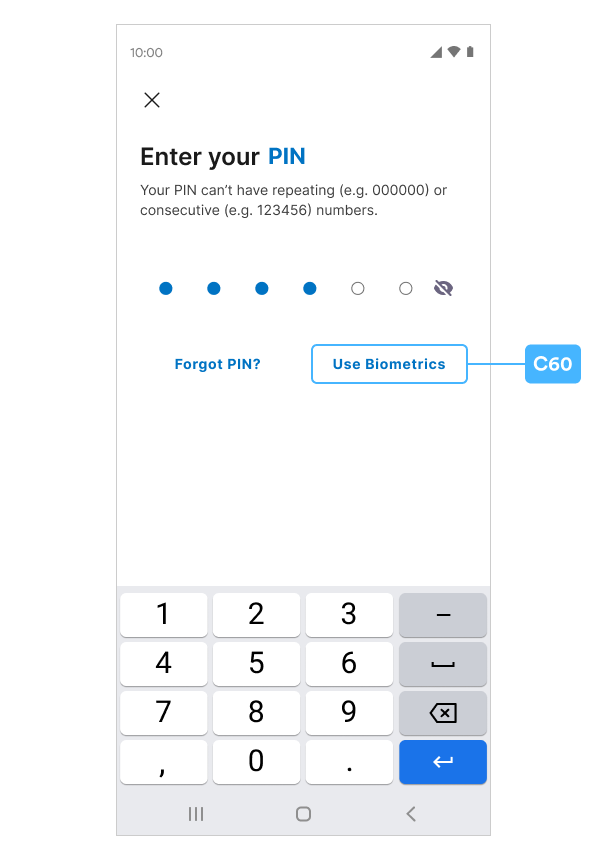 10:00
Enter your PIN
Your PIN can’t have repeating (e.g. 000000) or
consecutive (e.g. 123456) numbers.
Forgot PIN? Use Biometrics C60
1 2 3 –
4 5 6
7 8 9
, 0 .